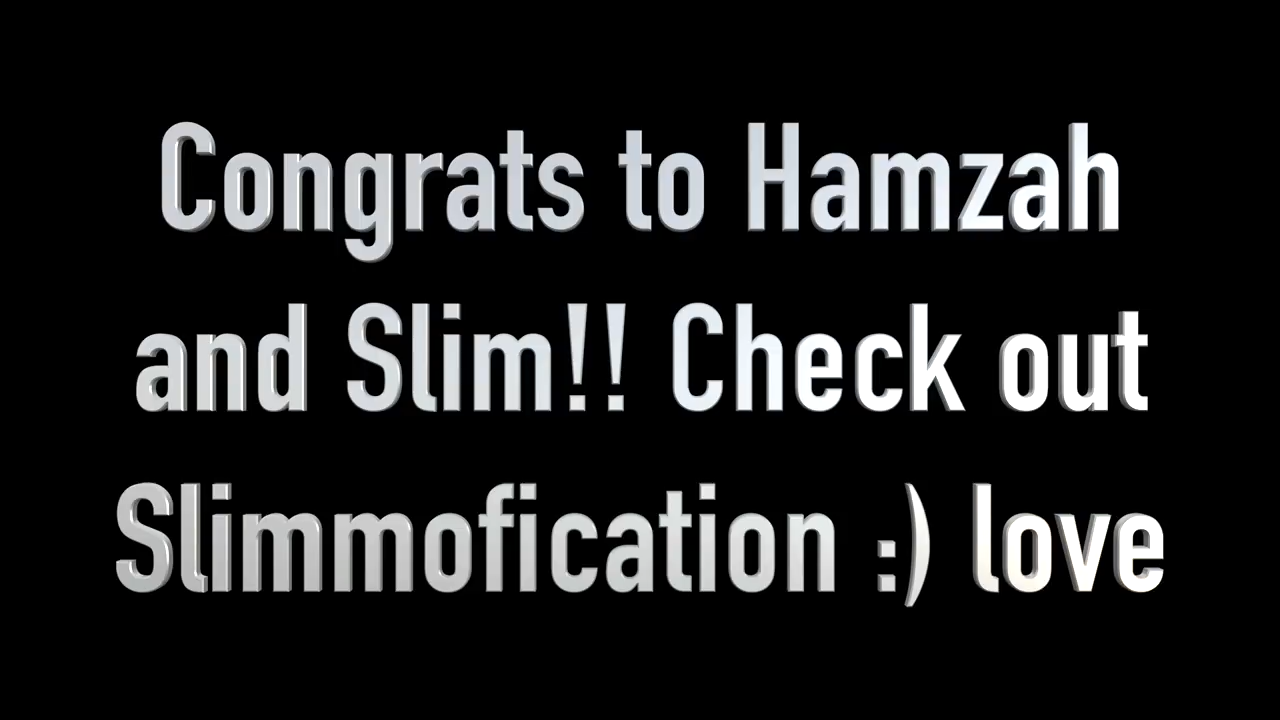 Congrats to Hamzah
and Slim!! Check out
Slimmofication :) love